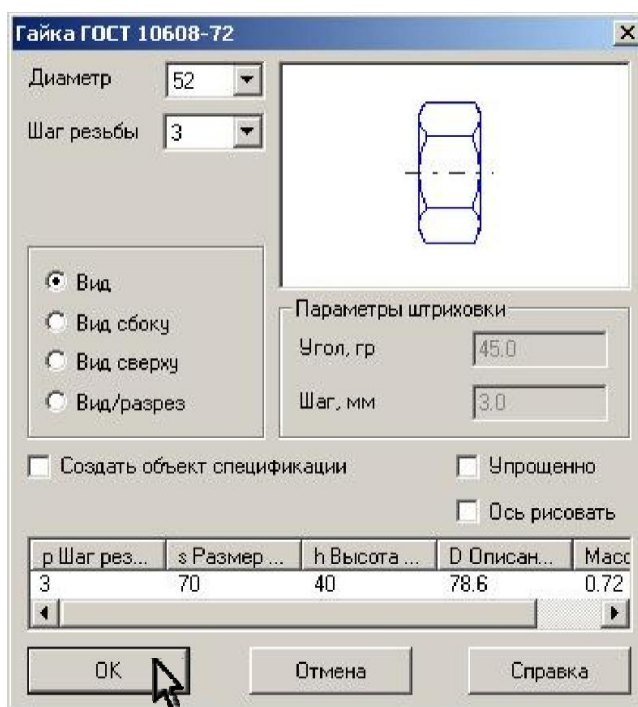 Гайка ГОСТ 10608-72
Диаметр 52
Шаг резьбы 3
Вид
Вид сбоку
Вид сверху
Вид/разрез
Параметры штриховки
Угол, гр 45.0
Шаг, мм 3.0
Создать объект спецификации
Упрощенно
Ось рисовать
p Шаг рез... s Размер ... h Высота ... D Описан... Масс
3 70 40 78.6 0.72
ОК Отмена Справка